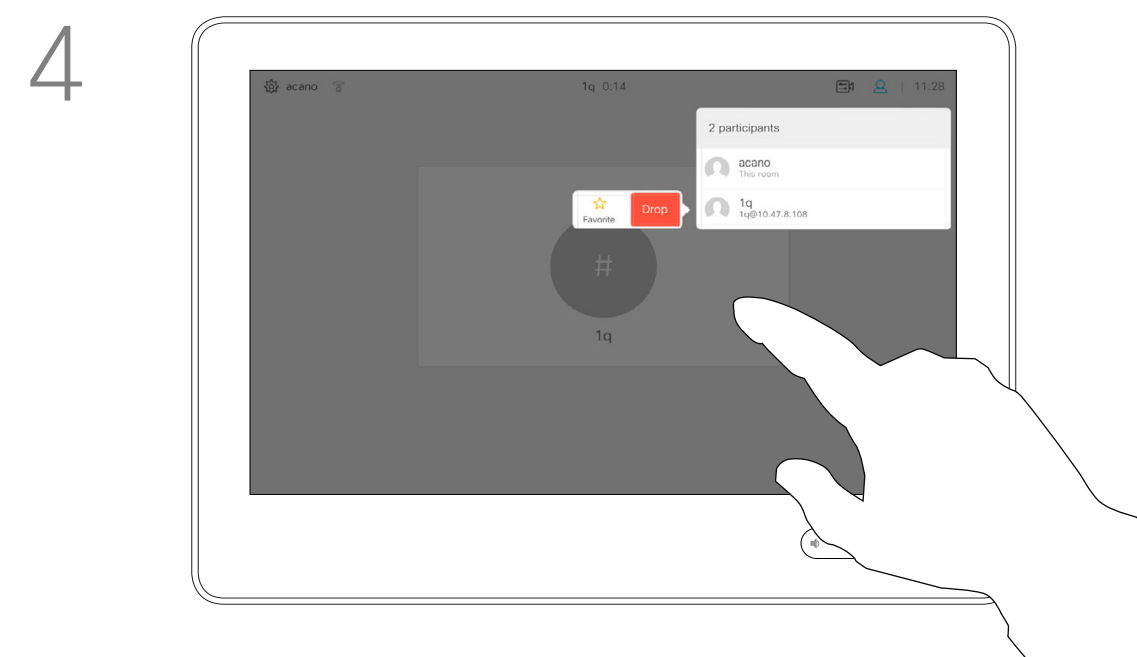 4
acano
1q 0:14
11:28
2 participants
acano
This room
1q
1q@10.47.8.108
Favorite
Drop
#
1q